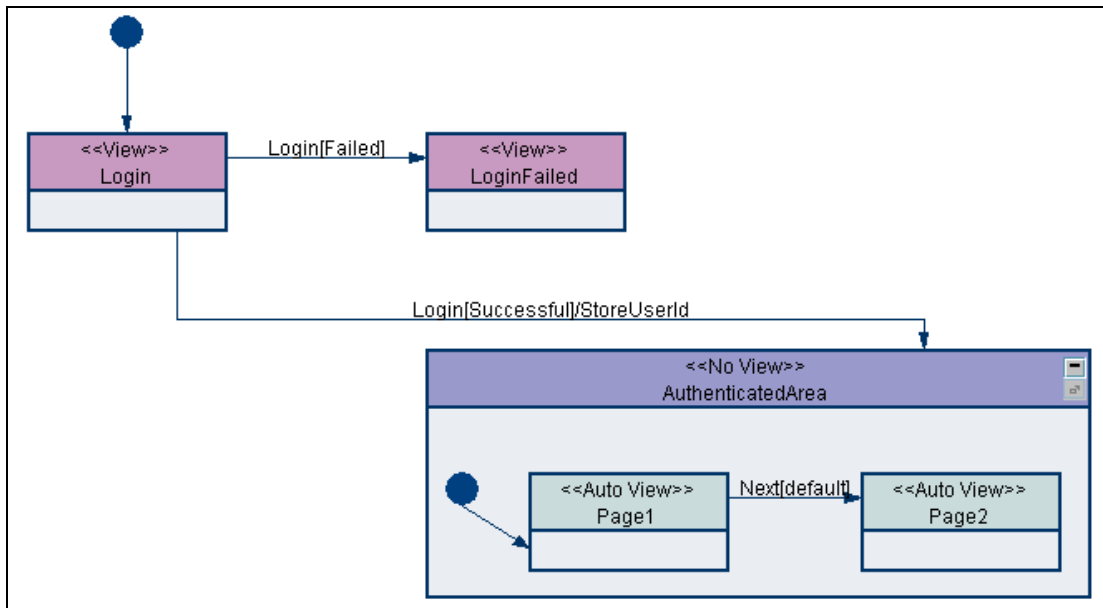 <<View>>
Login
Login[Failed]
<<View>>
LoginFailed
Login[Successful]/StoreUserId
<<No View>>
AuthenticatedArea
<<Auto View>>
Page1
Next[default]
<<Auto View>>
Page2